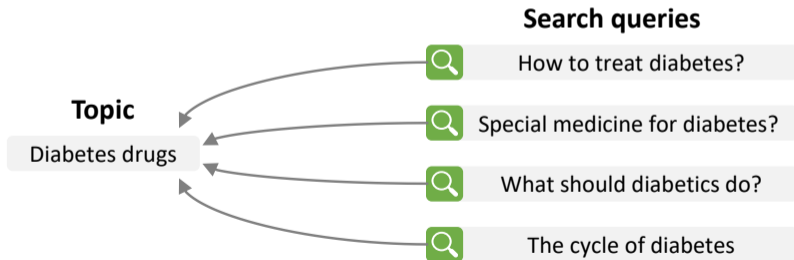 Search queries
How to treat diabetes?
Topic
Special medicine for diabetes?
Diabetes drugs
What should diabetics do?
The cycle of diabetes